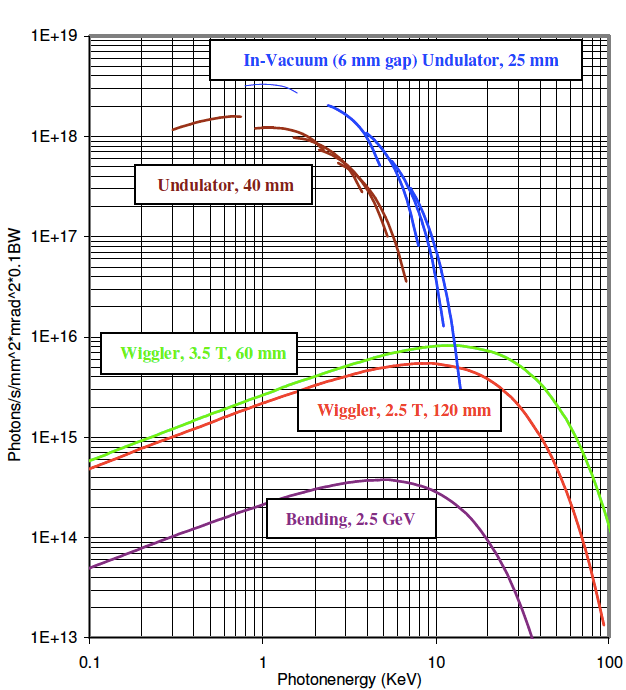 1E+19
In-Vacuum (6 mm gap) Undulator, 25 mm
1E+18
Undulator, 40 mm
1E+17
1E+16
Wiggler, 3.5 T, 60 mm
Wiggler, 2.5 T, 120 mm
1E+15
Bending, 2.5 GeV
1E+14
1E+13
Photons/s/mm^2*mrad^2*0.1BW
0.1 1 10 100
Photonenergy (KeV)